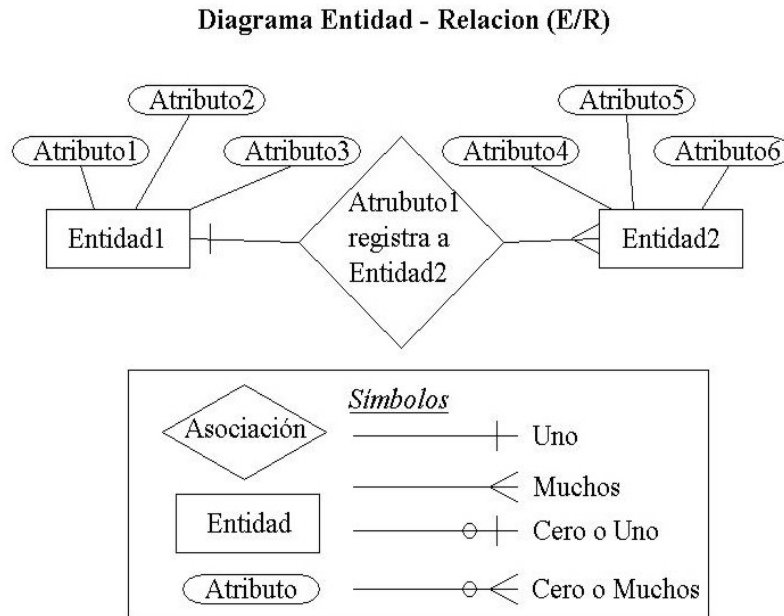 Diagrama Entidad - Relacion (E/R)
Atributo2
Atributo5
Atributo1
Atributo3
Atributo4
Atributo6
Entidad1
Atrubuto1
registra a
Entidad2
Entidad2
Símbolos
Asociación
Uno
Muchos
Entidad
Cero o Uno
Atributo
Cero o Muchos